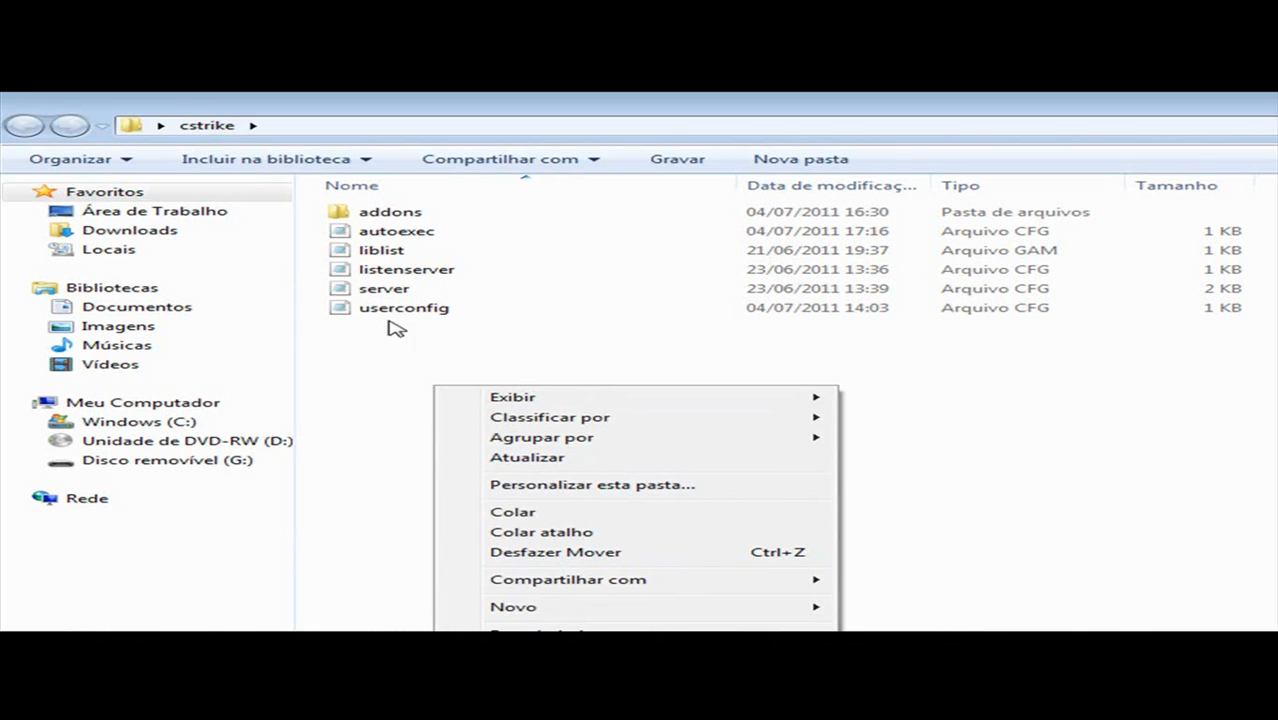 cstrike
Organizar Incluir na biblioteca Compartilhar com Gravar Nova pasta
Nome Data de modificaç... Tipo Tamanho
Favoritos
Área de Trabalho
Downloads
Locais
Bibliotecas
Documentos
Imagens
Músicas
Vídeos
Meu Computador
Windows (C:)
Unidade de DVD-RW (D:)
Disco removível (G:)
Rede
addons 04/07/2011 16:30 Pasta de arquivos
autoexec 04/07/2011 17:16 Arquivo CFG 1 KB
liblist 21/06/2011 19:37 Arquivo GAM 1 KB
listenserver 23/06/2011 13:36 Arquivo CFG 1 KB
server 23/06/2011 13:39 Arquivo CFG 2 KB
userconfig 04/07/2011 14:03 Arquivo CFG 1 KB
Exibir
Classificar por
Agrupar por
Atualizar
Personalizar esta pasta...
Colar
Colar atalho
Desfazer Mover Ctrl+Z
Compartilhar com
Novo